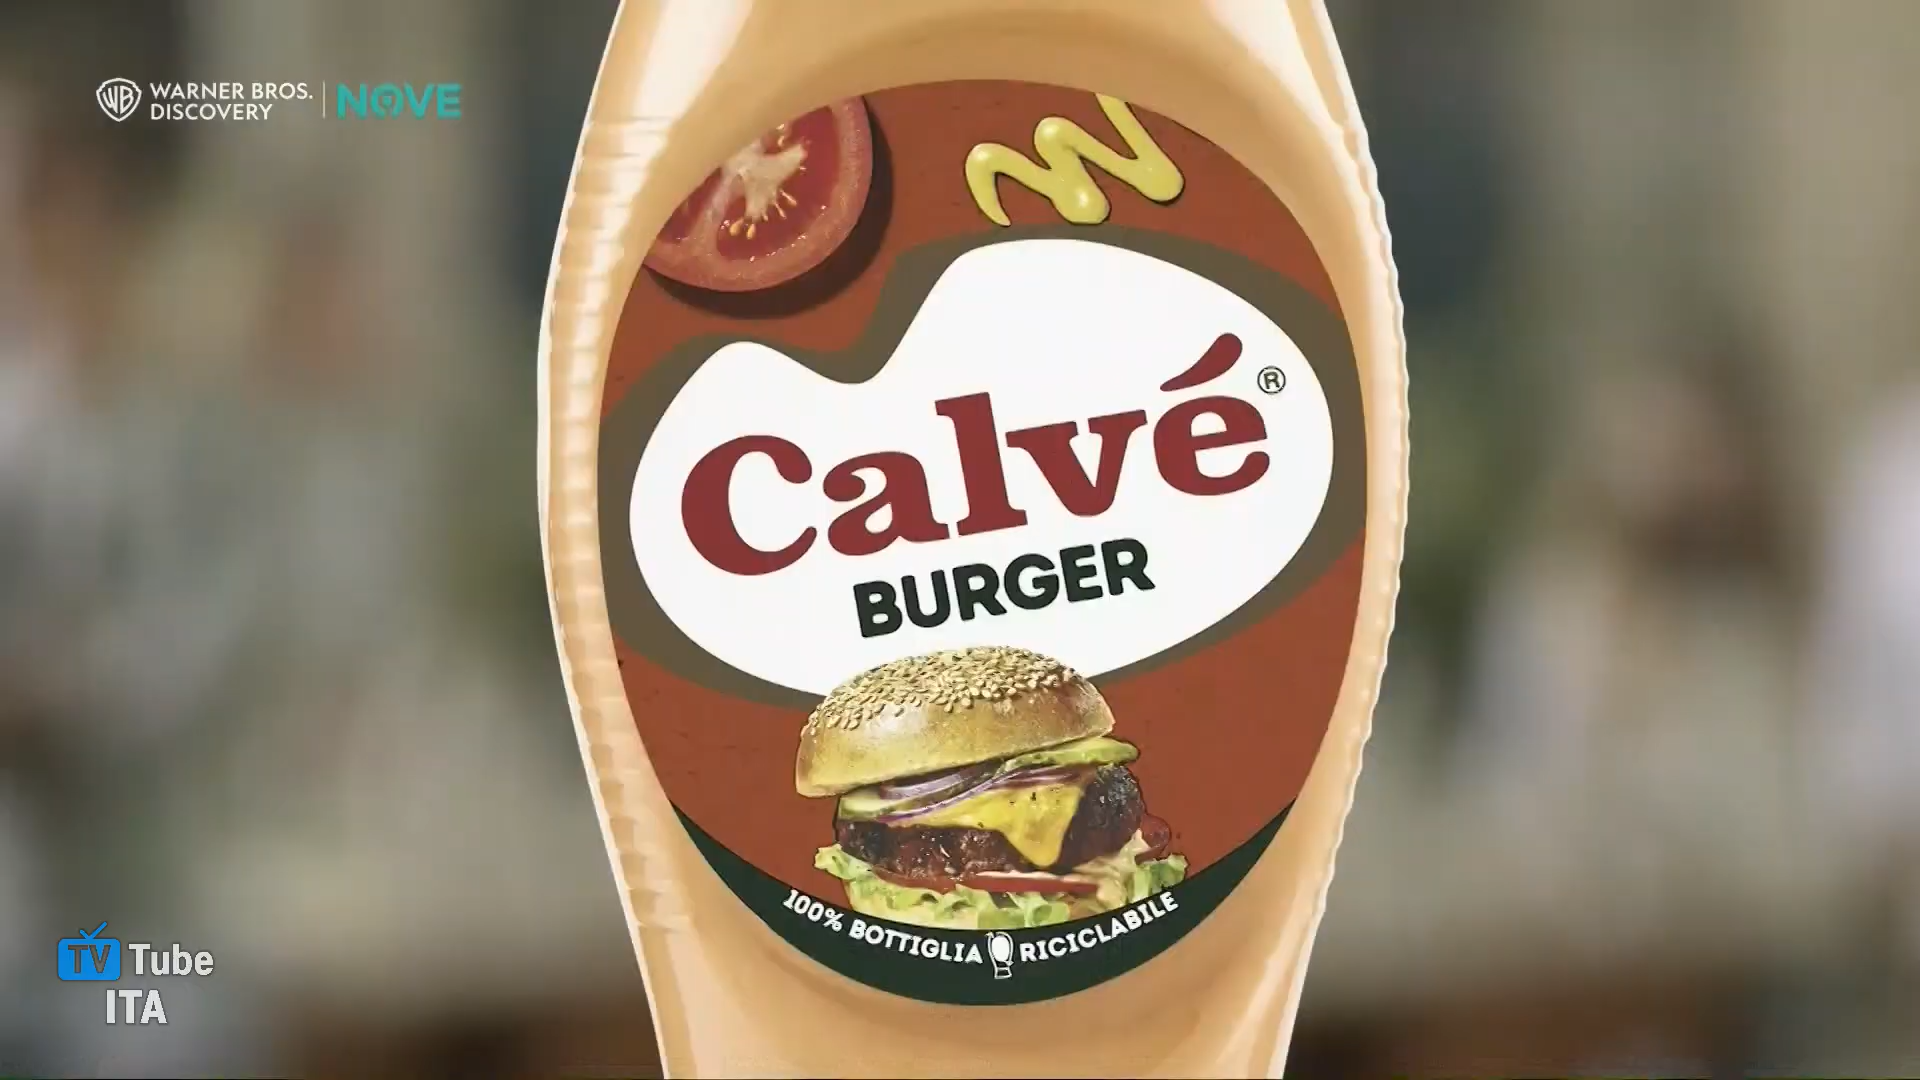 WARNER BROS.
DISCOVERY
NOVE
Calvé®
BURGER
100% BOTTIGLIA RICICLABILE
TV Tube
ITA